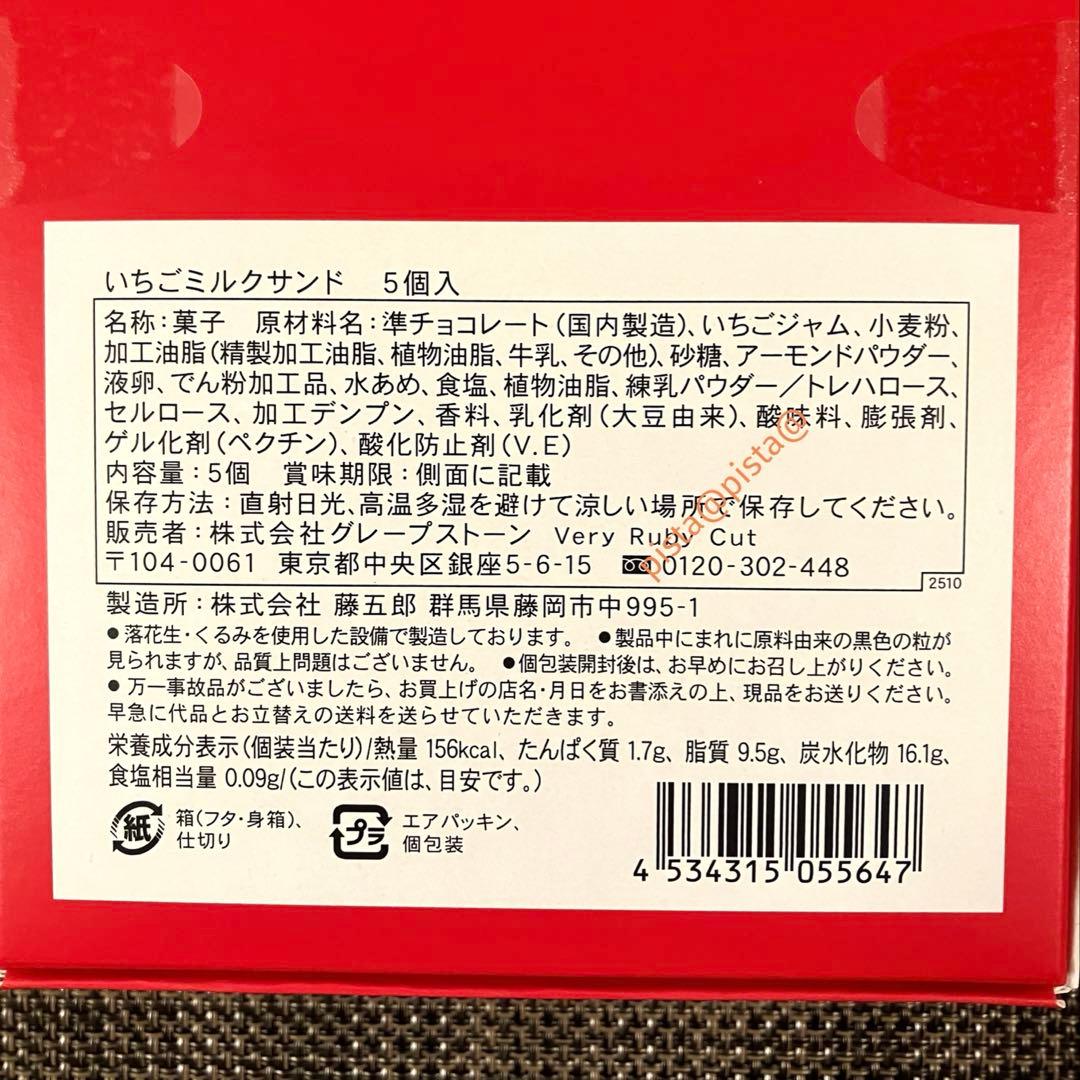 いちごミルクサンド　5個入
名称：菓子　原材料名：準チョコレート（国内製造）、いちごジャム、小麦粉、
加工油脂（精製加工油脂、植物油脂、牛乳、その他）、砂糖、アーモンドパウダー、
液卵、でん粉加工品、水あめ、食塩、植物油脂、練乳パウダー／トレハロース、
セルロース、加工デンプン、香料、乳化剤（大豆由来）、酸味料、膨張剤、
ゲル化剤（ペクチン）、酸化防止剤（V.E）
内容量：5個　賞味期限：側面に記載
保存方法：直射日光、高温多湿を避けて涼しい場所で保存してください。
販売者：株式会社グレープストーン　Very Ruby Cut
〒104-0061　東京都中央区銀座5-6-15　0120-302-448
2510
製造所：株式会社 藤五郎 群馬県藤岡市中995-1
●落花生・くるみを使用した設備で製造しております。　●製品中にまれに原料由来の黒色の粒が
見られますが、品質上問題はございません。　●個包装開封後は、お早めにお召し上がりください。
●万一事故品がございましたら、お買上げの店名・月日をお書添えの上、現品をお送りください。
早急に代品とお立替えの送料を送らせていただきます。
栄養成分表示（個装当たり）/熱量 156kcal、たんぱく質 1.7g、脂質 9.5g、炭水化物 16.1g、
食塩相当量 0.09g/（この表示値は、目安です。）
紙 箱（フタ・身箱）、
仕切り
プラ エアパッキン、
個包装
4 534315 055647
pista@pista@